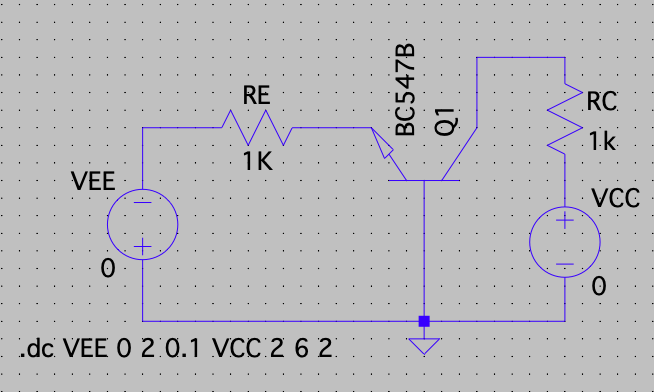 RE
1K
BC547B
Q1
RC
1k
VEE
0
VCC
0
.dc VEE 0 2 0.1 VCC 2 6 2